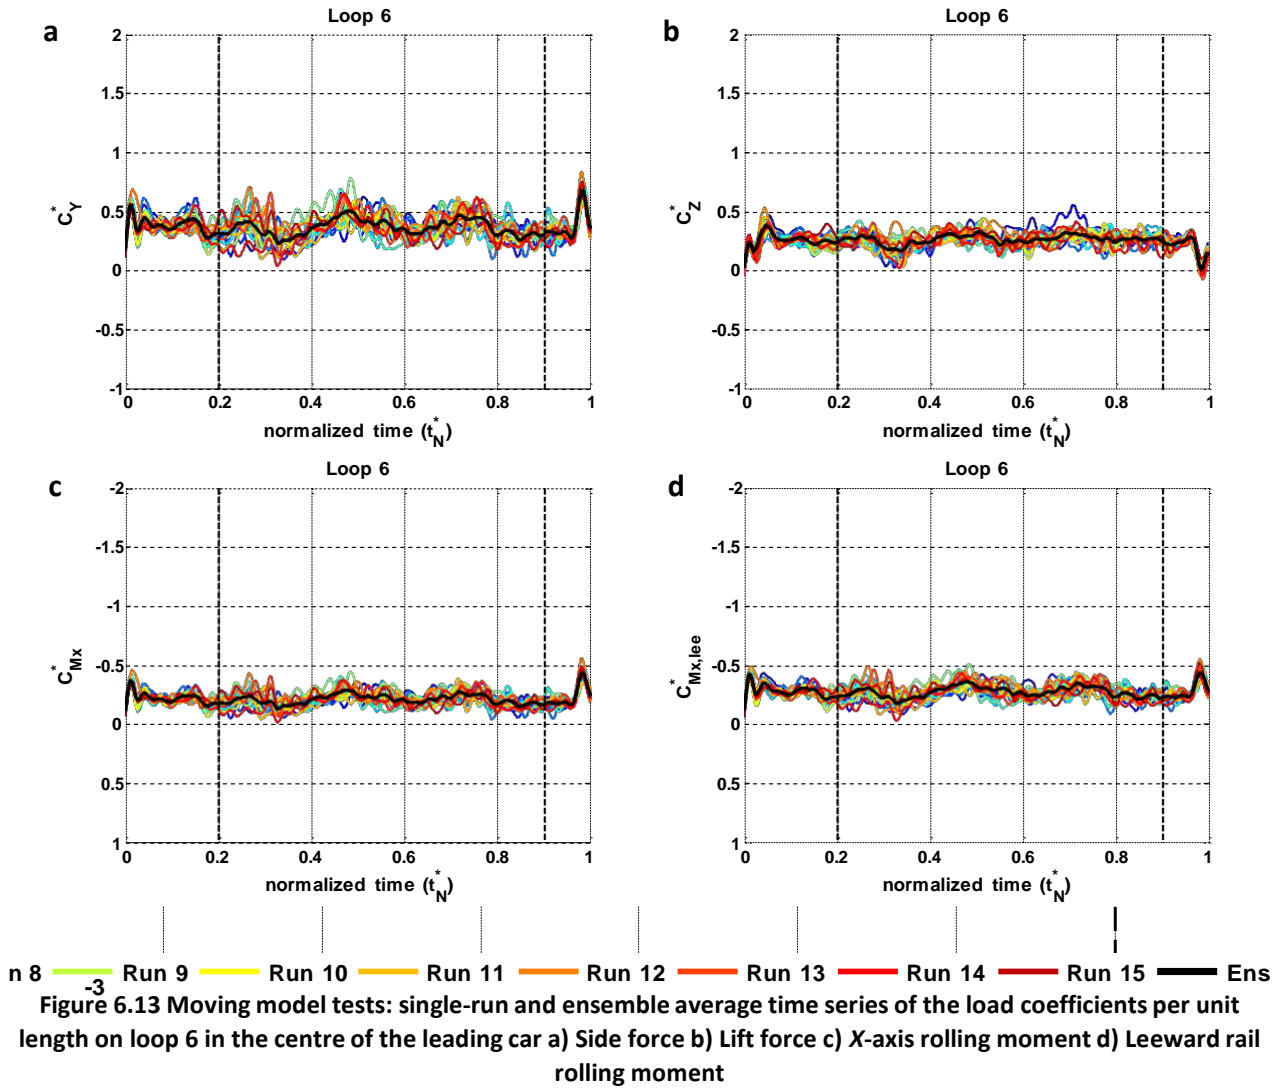 Loop 6
a
2
1.5
1
0.5
0
-0.5
-1
C*Y
0 0.2 0.4 0.6 0.8 1
normalized time (t*N)
Loop 6
b
2
1.5
1
0.5
0
-0.5
-1
C*Z
0 0.2 0.4 0.6 0.8 1
normalized time (t*N)
Loop 6
c
-2
-1.5
-1
-0.5
0
0.5
1
C*Mx
0 0.2 0.4 0.6 0.8 1
normalized time (t*N)
Loop 6
d
-2
-1.5
-1
-0.5
0
0.5
1
C*Mx,lee
0 0.2 0.4 0.6 0.8 1
normalized time (t*N)
n 8 Run 9 Run 10 Run 11 Run 12 Run 13 Run 14 Run 15 Ens
-3
Figure 6.13 Moving model tests: single-run and ensemble average time series of the load coefficients per unit
length on loop 6 in the centre of the leading car a) Side force b) Lift force c) X-axis rolling moment d) Leeward rail
rolling moment